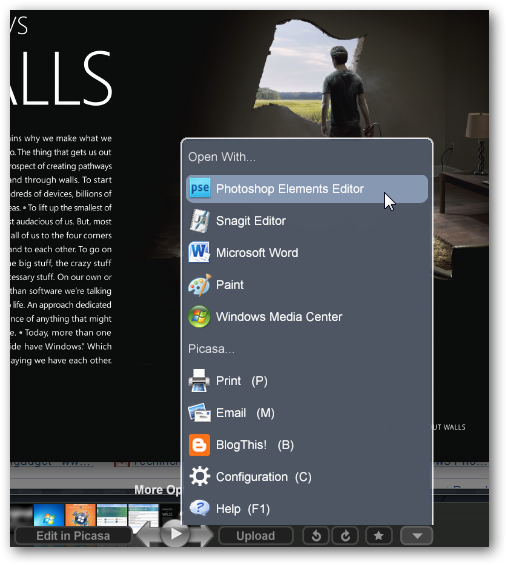 WS
ALLS
ains why we make what we
o. The thing that gets us out
rospect of creating pathways
and through walls. To start
ndreds of devices, billions of
eas. • To lift up the smallest of
st audacious of us. But, most
all of us to the four corners
and to each other. To go on
he big stuff, the crazy stuff
cessary stuff. On our own or
than software we're talking
o life. An approach dedicated
nce of anything that might
e. • Today, more than one
ide have Windows.® Which
aying we have each other.
Open With...
pse Photoshop Elements Editor
Snagit Editor
W Microsoft Word
Paint
Windows Media Center
Picasa...
Print (P)
Email (M)
BlogThis! (B)
Configuration (C)
Help (F1)
UT WALLS
More Op
Edit in Picasa
Upload